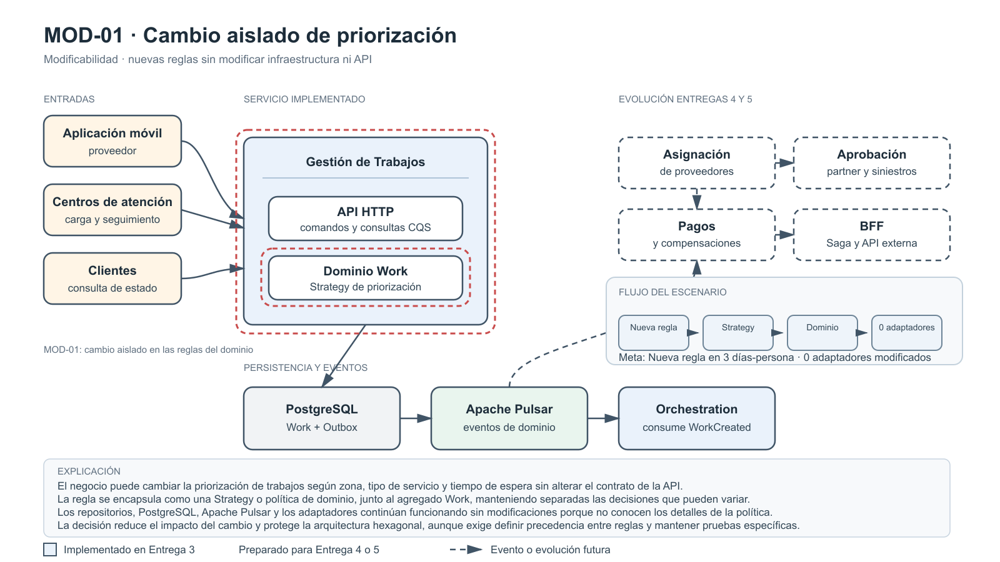 MOD-01 · Cambio aislado de priorización
Modificabilidad · nuevas reglas sin modificar infraestructura ni API
ENTRADAS
SERVICIO IMPLEMENTADO
EVOLUCIÓN ENTREGAS 4 Y 5
Aplicación móvil
proveedor
Centros de atención
carga y seguimiento
Clientes
consulta de estado
Gestión de Trabajos
API HTTP
comandos y consultas CQS
Dominio Work
Strategy de priorización
Asignación
de proveedores
Aprobación
partner y siniestros
Pagos
y compensaciones
BFF
Saga y API externa
FLUJO DEL ESCENARIO
Nueva regla
Strategy
Dominio
0 adaptadores
Meta: Nueva regla en 3 días-persona · 0 adaptadores modificados
MOD-01: cambio aislado en las reglas del dominio
PERSISTENCIA Y EVENTOS
PostgreSQL
Work + Outbox
Apache Pulsar
eventos de dominio
Orchestration
consume WorkCreated
EXPLICACIÓN
El negocio puede cambiar la priorización de trabajos según zona, tipo de servicio y tiempo de espera sin alterar el contrato de la API.
La regla se encapsula como una Strategy o política de dominio, junto al agregado Work, manteniendo separadas las decisiones que pueden variar.
Los repositorios, PostgreSQL, Apache Pulsar y los adaptadores continúan funcionando sin modificaciones porque no conocen los detalles de la política.
La decisión reduce el impacto del cambio y protege la arquitectura hexagonal, aunque exige definir precedencia entre reglas y mantener pruebas específicas.
Implementado en Entrega 3
Preparado para Entrega 4 o 5
Evento o evolución futura